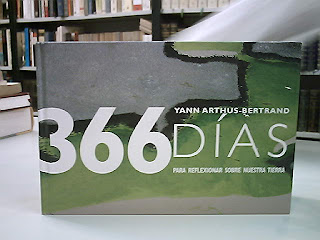 YANN ARTHUS-BERTRAND
366 DÍAS
PARA REFLEXIONAR SOBRE NUESTRA TIERRA